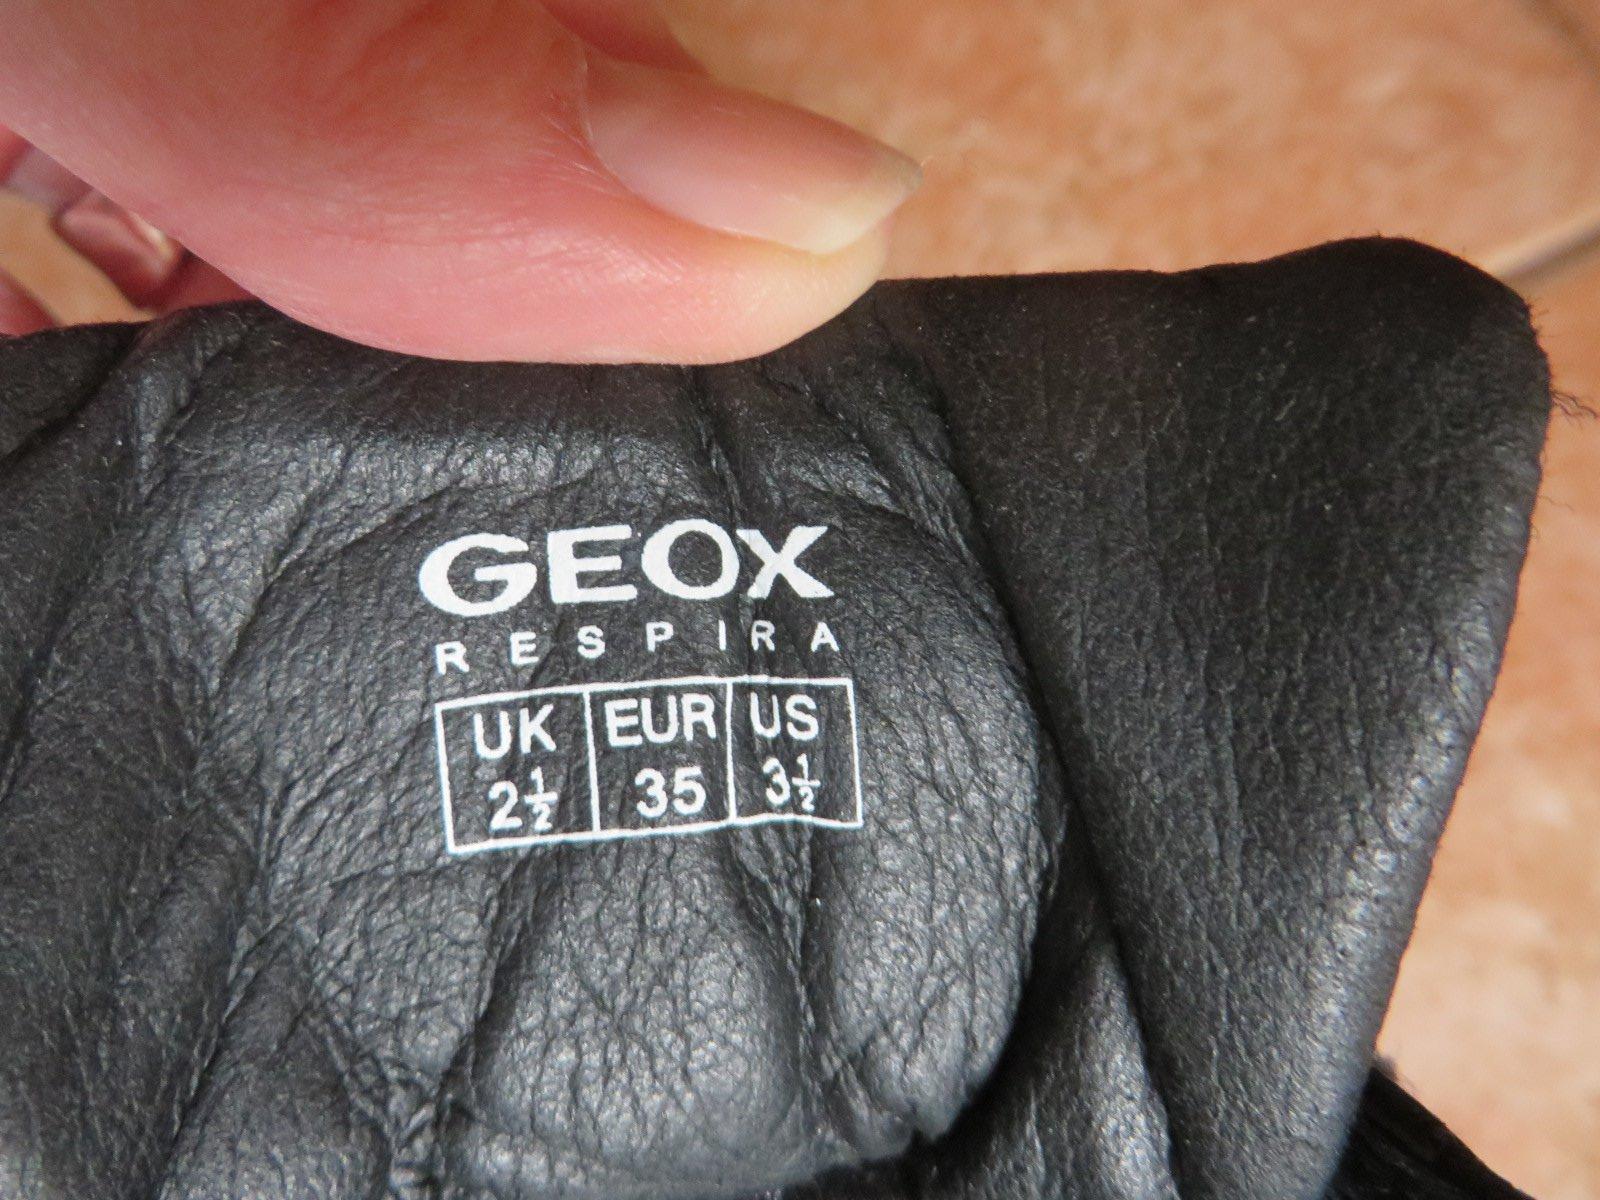 GEOX
RESPIRA
UK EUR US
2½ 35 3½